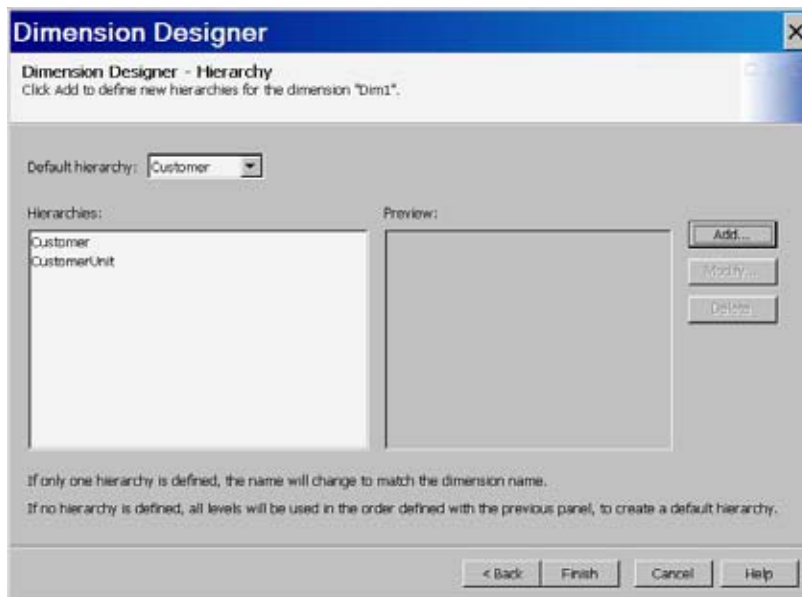 Dimension Designer
Dimension Designer - Hierarchy
Click Add to define new hierarchies for the dimension "Dim1".
Default hierarchy: Customer
Hierarchies:
Preview:
Customer
CustomerUnit
Add...
Modify...
Delete
If only one hierarchy is defined, the name will change to match the dimension name.
If no hierarchy is defined, all levels will be used in the order defined with the previous panel, to create a default hierarchy.
< Back
Finish
Cancel
Help